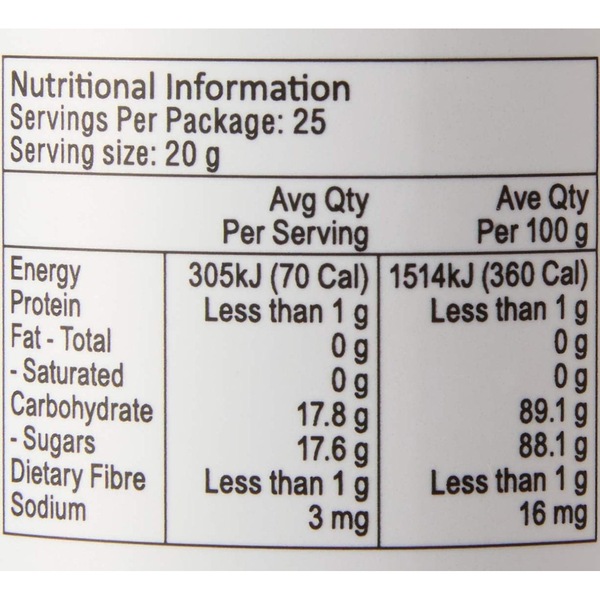 Nutritional Information
Servings Per Package: 25
Serving size: 20 g
Avg Qty Per Serving Ave Qty Per 100 g
Energy 305kJ (70 Cal) 1514kJ (360 Cal)
Protein Less than 1 g Less than 1 g
Fat - Total 0 g 0 g
- Saturated 0 g 0 g
Carbohydrate 17.8 g 89.1 g
- Sugars 17.6 g 88.1 g
Dietary Fibre Less than 1 g Less than 1 g
Sodium 3 mg 16 mg